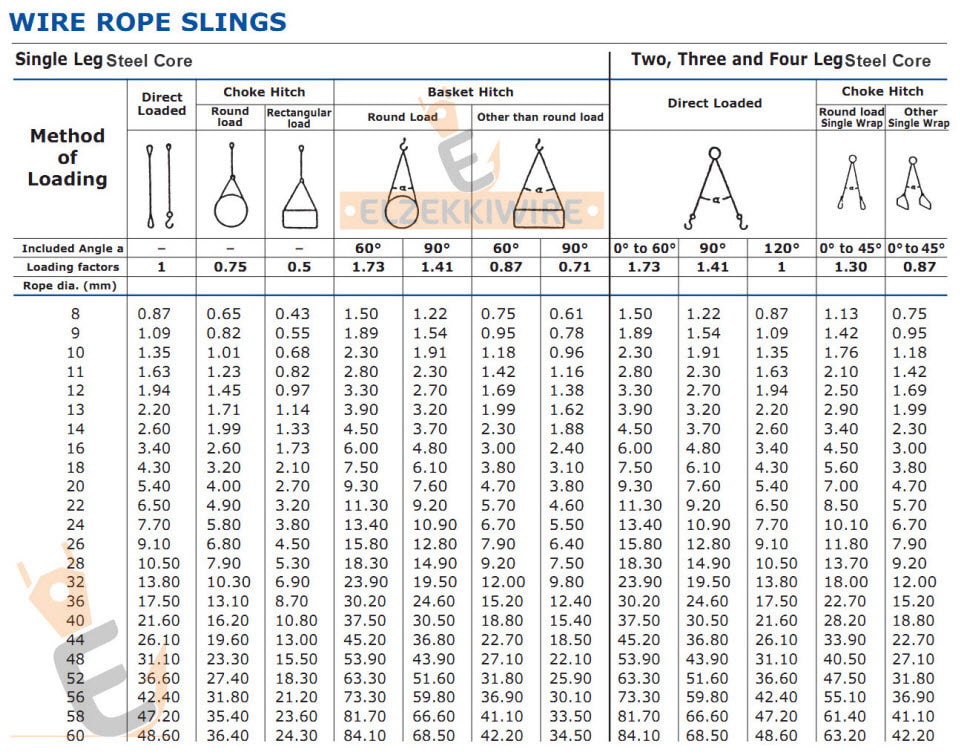 WIRE ROPE SLINGS
Single Leg Steel Core Two, Three and Four Leg Steel Core
Method of Loading
Direct Loaded
Choke Hitch
Round load
Rectangular load
Basket Hitch
Round Load
Other than round load
Direct Loaded
Choke Hitch
Round load Single Wrap
Other Single Wrap
a a a a a
ELZEKKIWIRE
Included Angle a – – – 60° 90° 60° 90° 0° to 60° 90° 120° 0° to 45° 0° to 45°
Loading factors 1 0.75 0.5 1.73 1.41 0.87 0.71 1.73 1.41 1 1.30 0.87
Rope dia. (mm)
8 0.87 0.65 0.43 1.50 1.22 0.75 0.61 1.50 1.22 0.87 1.13 0.75
9 1.09 0.82 0.55 1.89 1.54 0.95 0.78 1.89 1.54 1.09 1.42 0.95
10 1.35 1.01 0.68 2.30 1.91 1.18 0.96 2.30 1.91 1.35 1.76 1.18
11 1.63 1.23 0.82 2.80 2.30 1.42 1.16 2.80 2.30 1.63 2.10 1.42
12 1.94 1.45 0.97 3.30 2.70 1.69 1.38 3.30 2.70 1.94 2.50 1.69
13 2.20 1.71 1.14 3.90 3.20 1.99 1.62 3.90 3.20 2.20 2.90 1.99
14 2.60 1.99 1.33 4.50 3.70 2.30 1.88 4.50 3.70 2.60 3.40 2.30
16 3.40 2.60 1.73 6.00 4.80 3.00 2.40 6.00 4.80 3.40 4.50 3.00
18 4.30 3.20 2.10 7.50 6.10 3.80 3.10 7.50 6.10 4.30 5.60 3.80
20 5.40 4.00 2.70 9.30 7.60 4.70 3.80 9.30 7.60 5.40 7.00 4.70
22 6.50 4.90 3.20 11.30 9.20 5.70 4.60 11.30 9.20 6.50 8.50 5.70
24 7.70 5.80 3.80 13.40 10.90 6.70 5.50 13.40 10.90 7.70 10.10 6.70
26 9.10 6.80 4.50 15.80 12.80 7.90 6.40 15.80 12.80 9.10 11.80 7.90
28 10.50 7.90 5.30 18.30 14.90 9.20 7.50 18.30 14.90 10.50 13.70 9.20
32 13.80 10.30 6.90 23.90 19.50 12.00 9.80 23.90 19.50 13.80 18.00 12.00
36 17.50 13.10 8.70 30.20 24.60 15.20 12.40 30.20 24.60 17.50 22.70 15.20
40 21.60 16.20 10.80 37.50 30.50 18.80 15.40 37.50 30.50 21.60 28.20 18.80
44 26.10 19.60 13.00 45.20 36.80 22.70 18.50 45.20 36.80 26.10 33.90 22.70
48 31.10 23.30 15.50 53.90 43.90 27.10 22.10 53.90 43.90 31.10 40.50 27.10
52 36.60 27.40 18.30 63.30 51.60 31.80 25.90 63.30 51.60 36.60 47.50 31.80
56 42.40 31.80 21.20 73.30 59.80 36.90 30.10 73.30 59.80 42.40 55.10 36.90
58 47.20 35.40 23.60 81.70 66.60 41.10 33.50 81.70 66.60 47.20 61.40 41.10
60 48.60 36.40 24.30 84.10 68.50 42.20 34.50 84.10 68.50 48.60 63.20 42.20